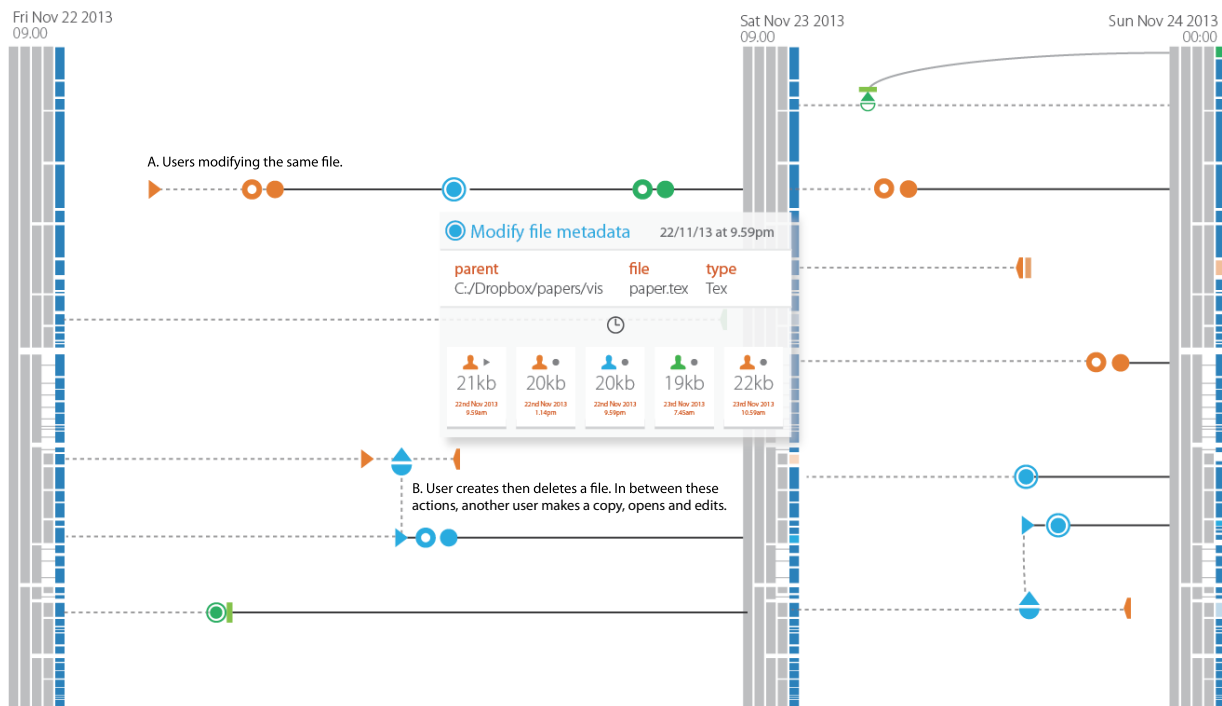 Fri Nov 22 2013
09.00
Sat Nov 23 2013
09.00
Sun Nov 24 2013
00:00
A. Users modifying the same file.
Modify file metadata 22/11/13 at 9.59pm
parent file type
C:/Dropbox/papers/vis paper.tex Tex
21kb 20kb 20kb 19kb 22kb
22nd Nov 2013 22nd Nov 2013 22nd Nov 2013 23rd Nov 2013 23rd Nov 2013
9.59am 1.14pm 9.59pm 7.45am 10.59am
B. User creates then deletes a file. In between these
actions, another user makes a copy, opens and edits.